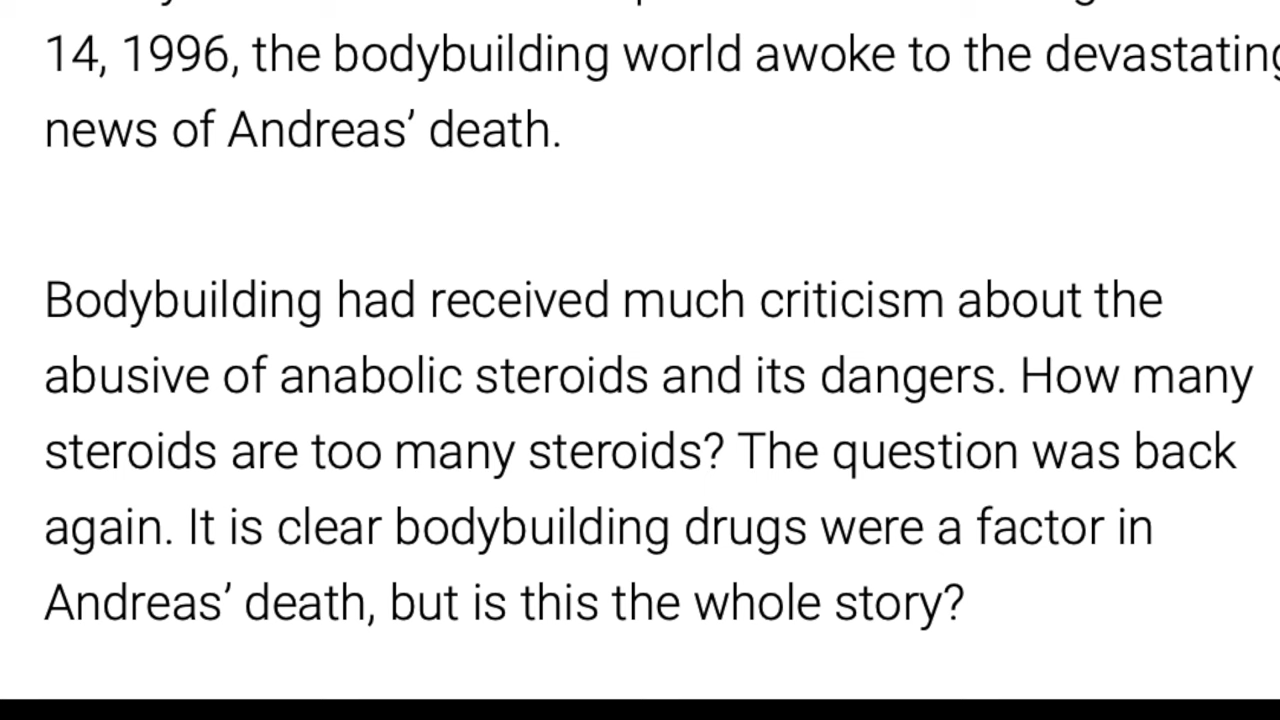 14, 1996, the bodybuilding world awoke to the devastating
news of Andreas’ death.
Bodybuilding had received much criticism about the
abusive of anabolic steroids and its dangers. How many
steroids are too many steroids? The question was back
again. It is clear bodybuilding drugs were a factor in
Andreas’ death, but is this the whole story?